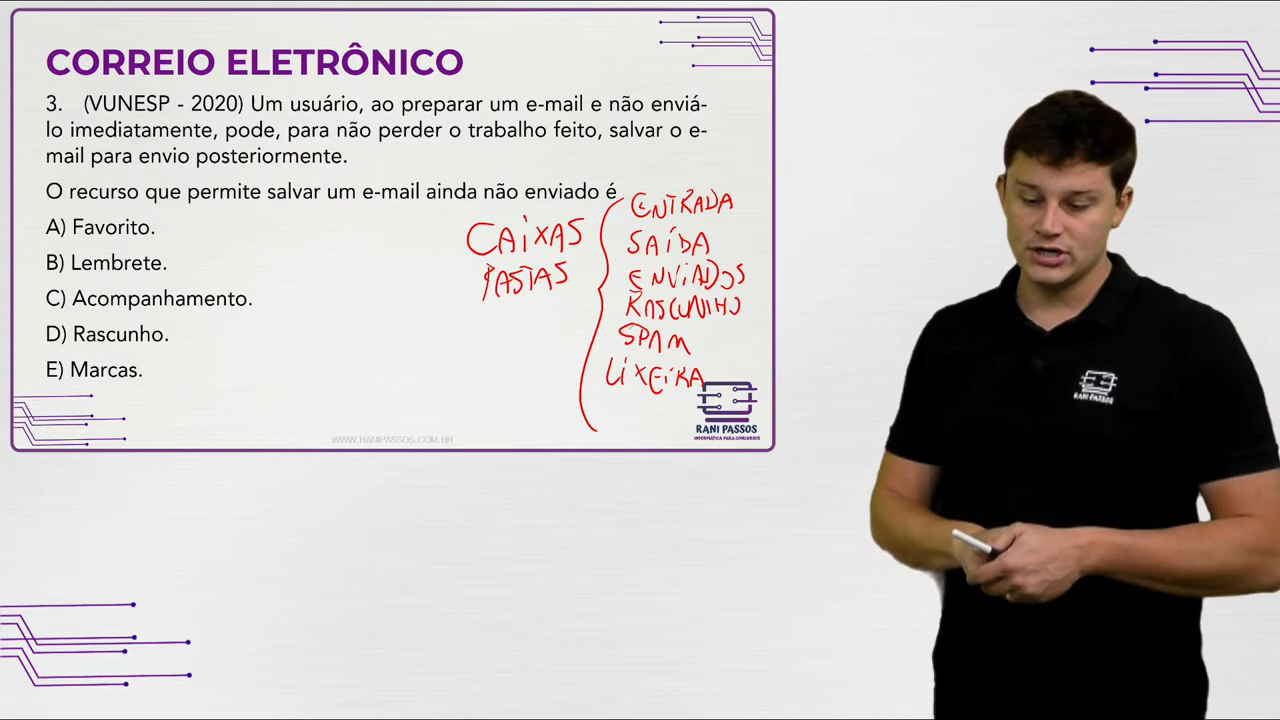 CORREIO ELETRÔNICO
3. (VUNESP - 2020) Um usuário, ao preparar um e-mail e não enviá-
lo imediatamente, pode, para não perder o trabalho feito, salvar o e-
mail para envio posteriormente.
O recurso que permite salvar um e-mail ainda não enviado é
A) Favorito.
B) Lembrete.
C) Acompanhamento.
D) Rascunho.
E) Marcas.
CAIXAS
PASTAS
ENTRADA
SAÍDA
ENVIADOS
RASCUNHO
SPAM
LIXEIRA
RANI PASSOS
INFORMÁTICA PARA CONCURSOS
WWW.RANIPASSOS.COM.BR
RANI PASSOS